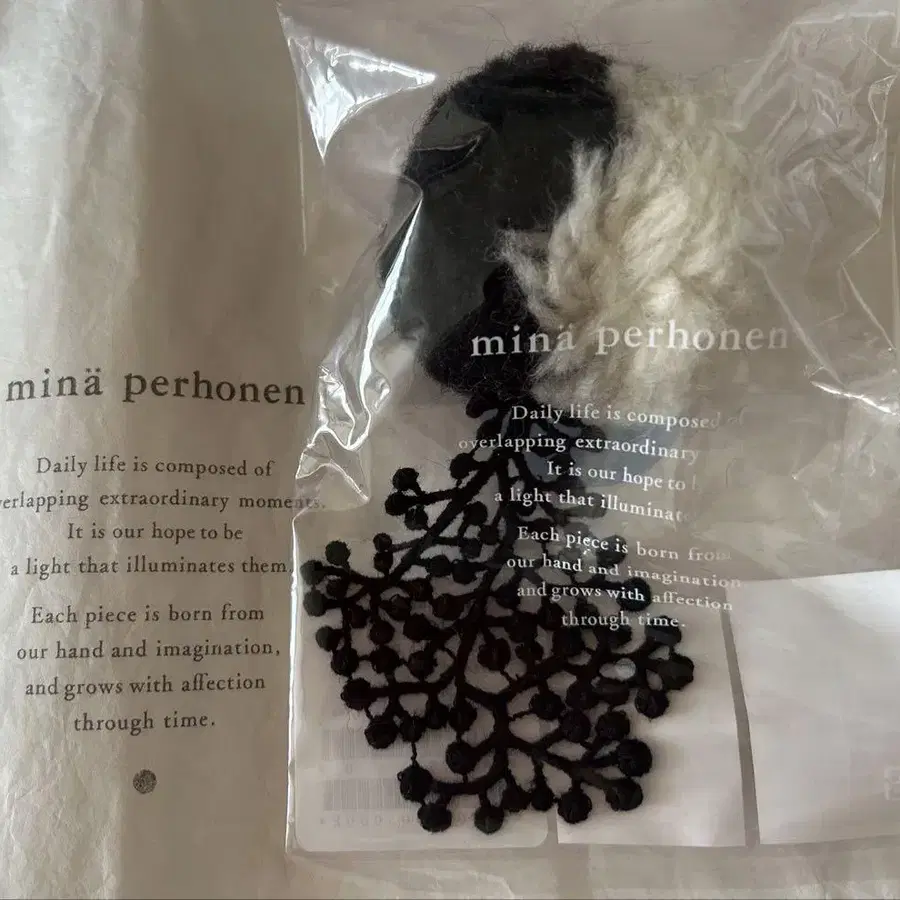 minä perhonen
Daily life is composed of
erlapping extraordinary moments.
It is our hope to be
a light that illuminates them.
Each piece is born from
our hand and imagination,
and grows with affection
through time.
minä perhonen
Daily life is composed of
overlapping extraordinary
It is our hope to
a light that illuminat
Each piece is born from
our hand and imagination
and grows with affection
through time.